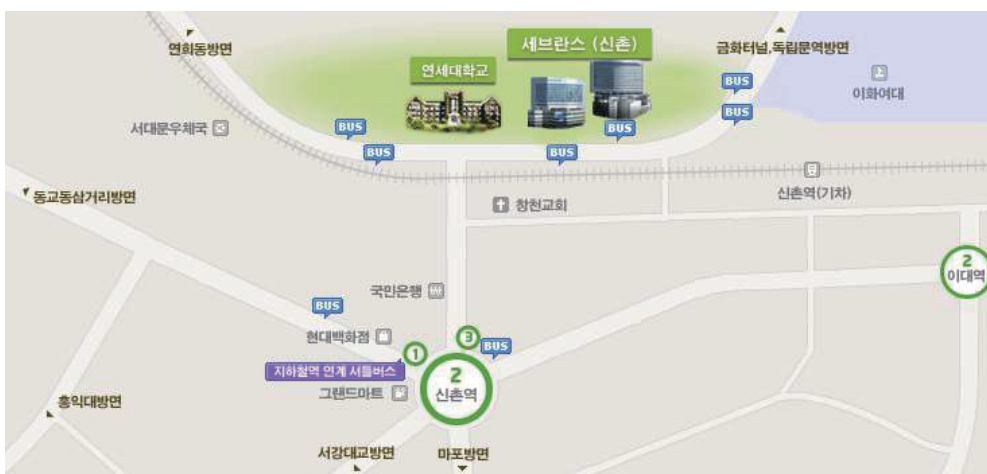 연희동방면
연세대학교
세브란스 (신촌)
금화터널,독립문역방면
BUS
이화여대
BUS
서대문우체국
BUS
BUS
BUS
BUS
동교동삼거리방면
창천교회
신촌역(기차)
2
이대역
국민은행
BUS
현대백화점
1
3
BUS
지하철역 연계 셔틀버스
2
신촌역
그랜드마트
홍익대방면
서강대교방면
마포방면